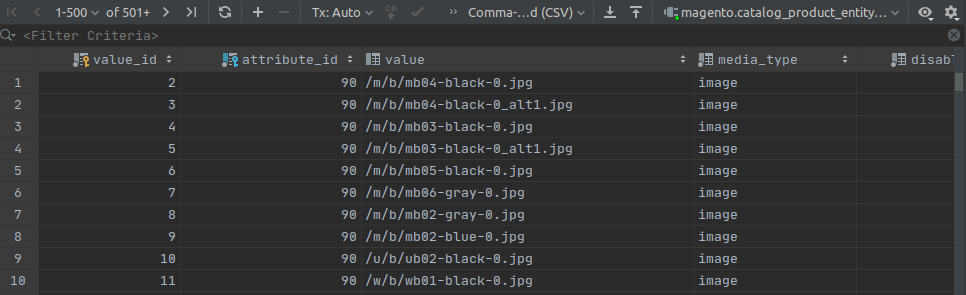 1-500 of 501+ Tx: Auto DB Comma-...d (CSV) magento.catalog_product_entity...
<Filter Criteria>
value_id attribute_id value media_type disabl
1 2 90 /m/b/mb04-black-0.jpg image
2 3 90 /m/b/mb04-black-0_alt1.jpg image
3 4 90 /m/b/mb03-black-0.jpg image
4 5 90 /m/b/mb03-black-0_alt1.jpg image
5 6 90 /m/b/mb05-black-0.jpg image
6 7 90 /m/b/mb06-gray-0.jpg image
7 8 90 /m/b/mb02-gray-0.jpg image
8 9 90 /m/b/mb02-blue-0.jpg image
9 10 90 /u/b/ub02-black-0.jpg image
10 11 90 /w/b/wb01-black-0.jpg image